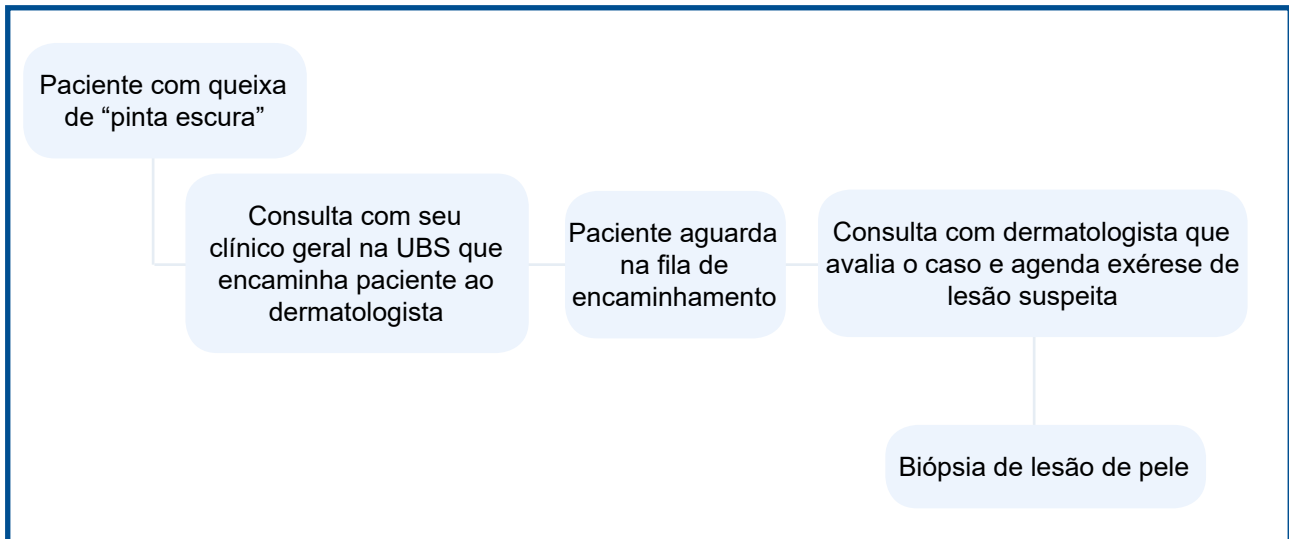 Paciente com queixa
de “pinta escura”
Consulta com seu
clínico geral na UBS que
encaminha paciente ao
dermatologista
Paciente aguarda
na fila de
encaminhamento
Consulta com dermatologista que
avalia o caso e agenda exérese de
lesão suspeita
Biópsia de lesão de pele